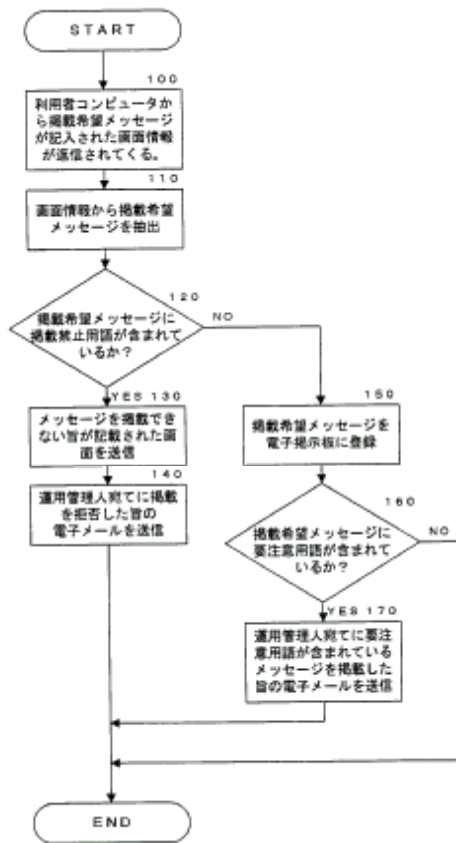 START
100
利用者コンピュータから
掲載希望メッセージ
が記入された画面情報
が返信されてくる。
110
画面情報から掲載希望
メッセージを抽出
120
掲載希望メッセージに
掲載禁止用語が含まれて
いるか?
NO
YES 130
メッセージを掲載でき
ない旨が記載された画
面を送信
140
運用管理人宛てに掲載
を拒否した旨の
電子メールを送信
150
掲載希望メッセージを
電子掲示板に登録
160
掲載希望メッセージに
要注意用語が含まれて
いるか?
NO
YES 170
運用管理人宛てに要注
意用語が含まれている
メッセージを掲載した
旨の電子メールを送信
END